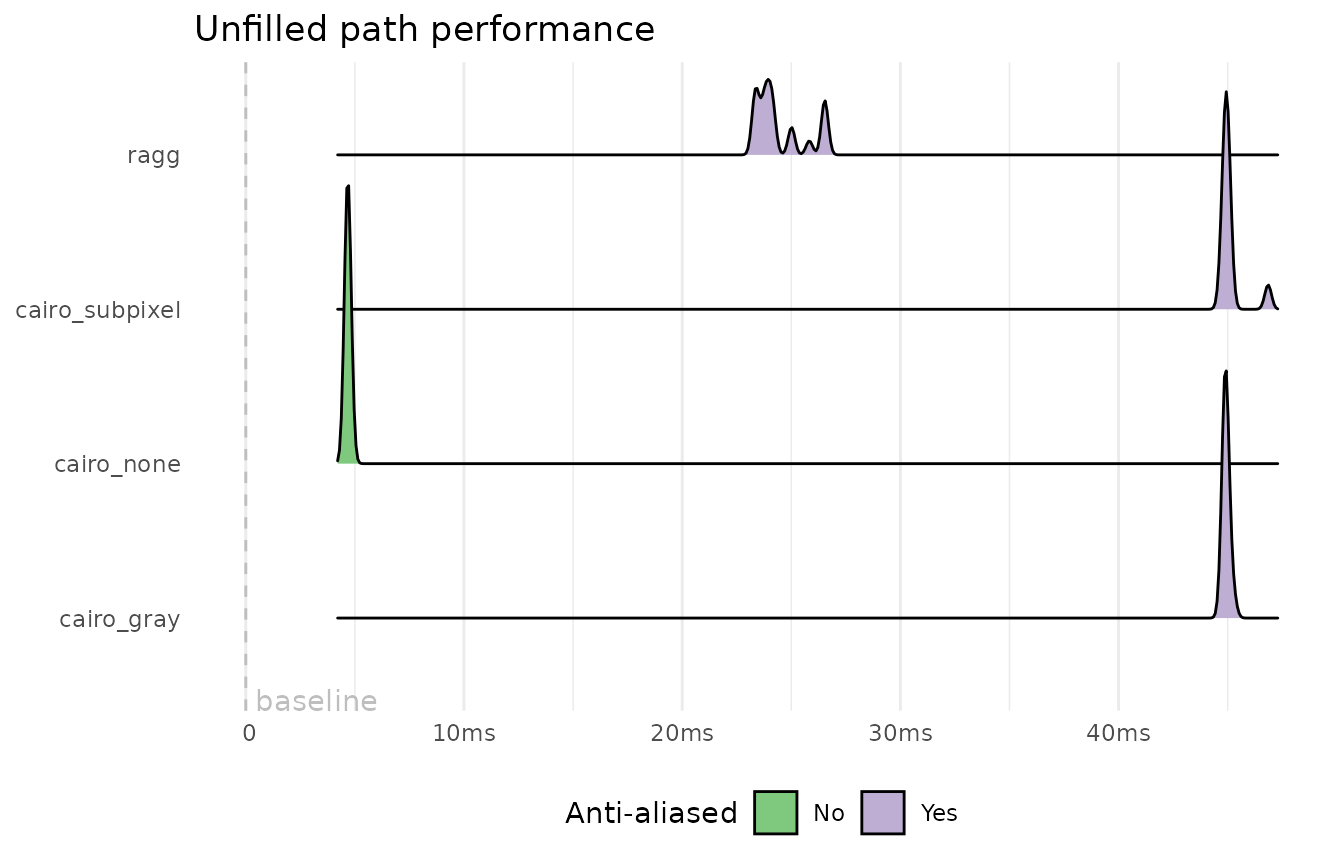 Unfilled path performance
ragg
cairo_subpixel
cairo_none
cairo_gray
baseline
0 10ms 20ms 30ms 40ms
Anti-aliased No Yes